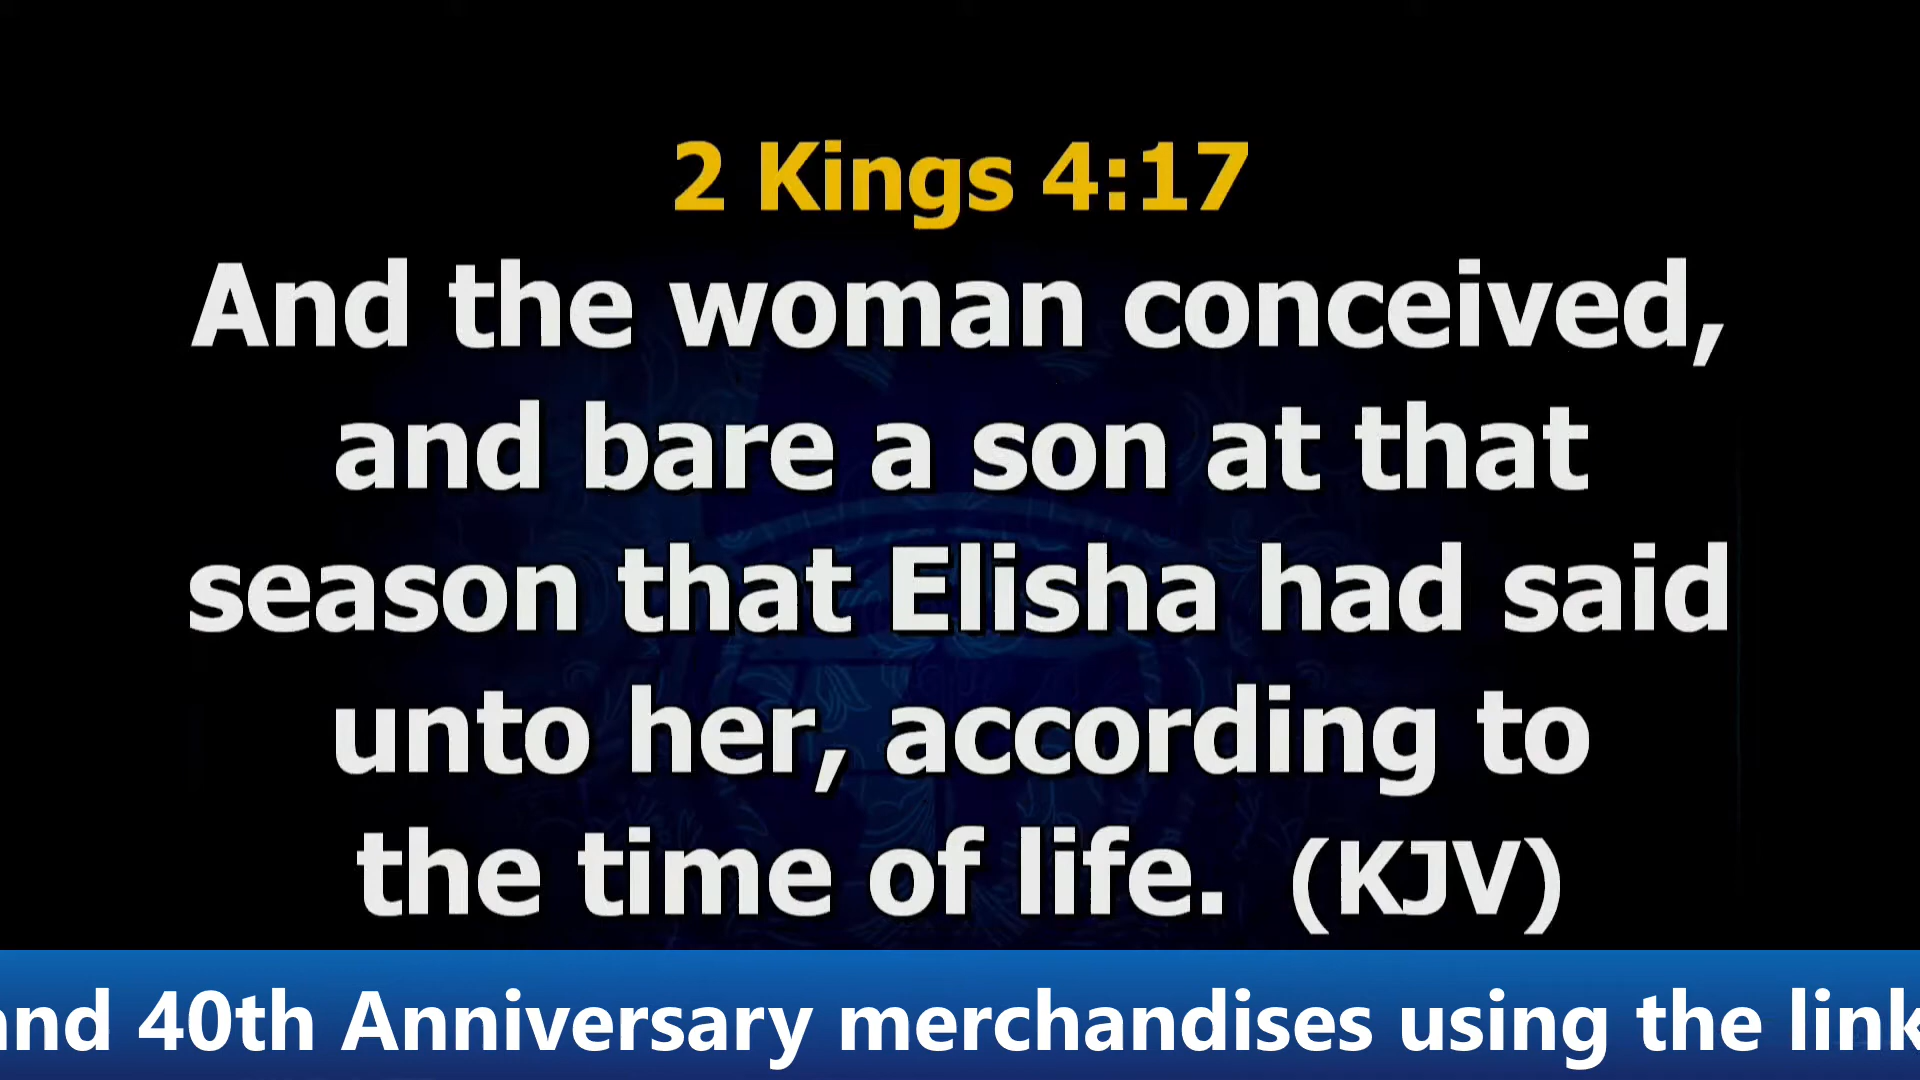 2 Kings 4:17
And the woman conceived,
and bare a son at that
season that Elisha had said
unto her, according to
the time of life. (KJV)
and 40th Anniversary merchandises using the link